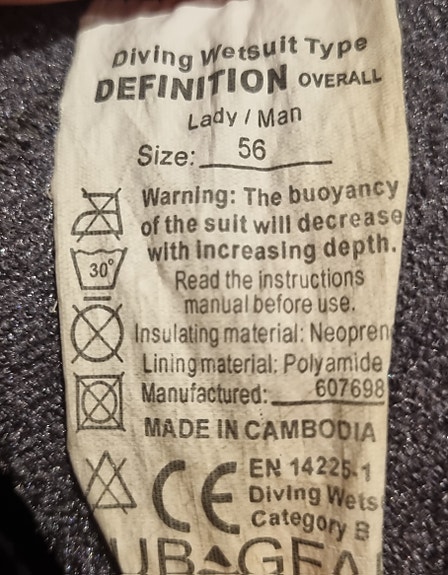 Diving Wetsuit Type
DEFINITION OVERALL
Lady / Man
Size: 56
Warning: The buoyancy
of the suit will decrease
with increasing depth.
30°
Read the instructions
manual before use.
Insulating material: Neopren
Lining material: Polyamide
Manufactured: 607698
MADE IN CAMBODIA
CE EN 14225-1
Diving Wets
Category B
UB GEA